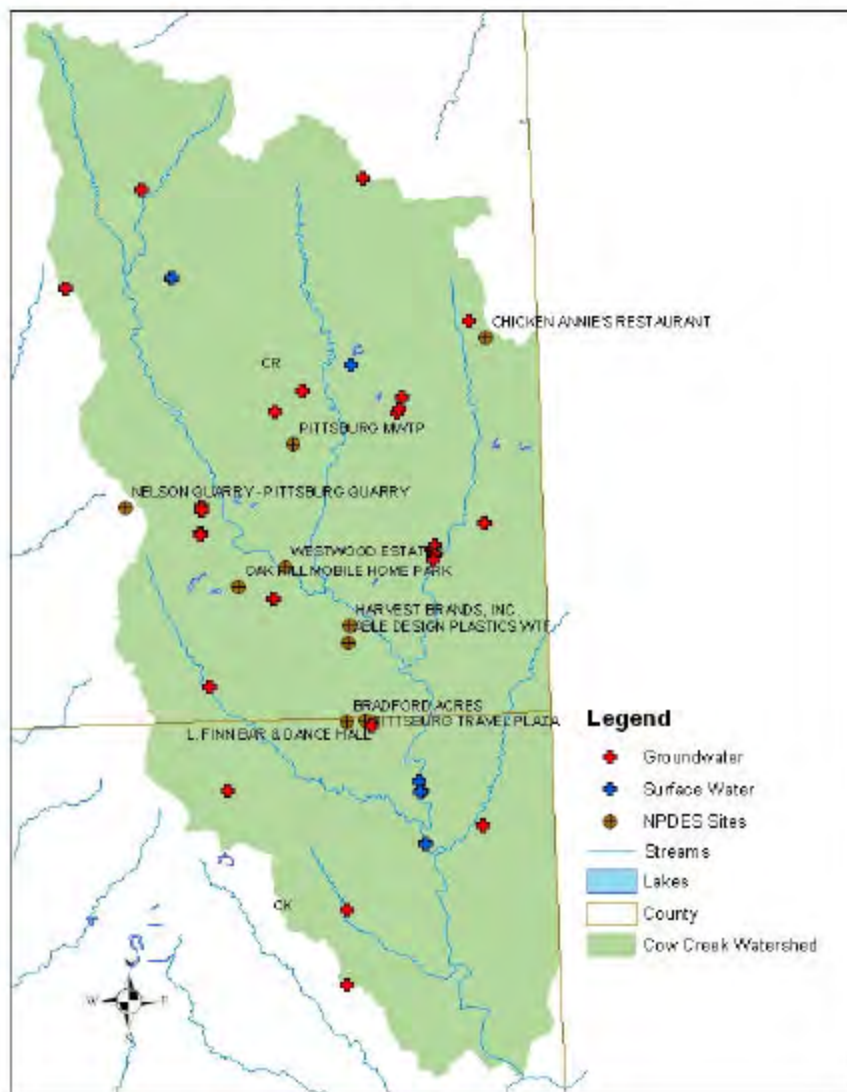 CHICKEN ANNIE'S RESTAURANT
CR
PITTSBURG MWTP
NELSON QUARRY - PITTSBURG QUARRY
WESTWOOD ESTATES
OAK HILL MOBILE HOME PARK
HARVEST BRANDS, INC
ABLE DESIGN PLASTICS WTF
BRADFORD ACRES
PITTSBURG TRAVEL PLAZA
L. FINN BAR & DANCE HALL
CK
Legend
Groundwater
Surface Water
NPDES Sites
Streams
Lakes
County
Cow Creek Watershed
W E